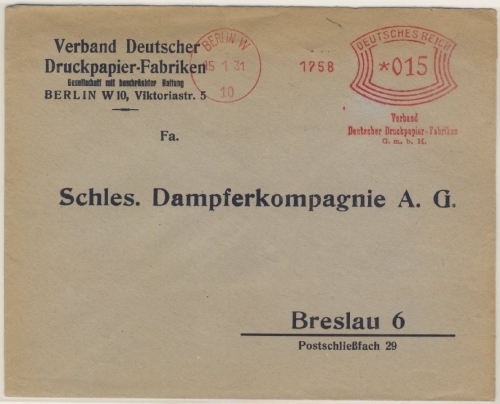 Verband Deutscher
Druckpapier-Fabriken
Gesellschaft mit beschränkter Haftung
BERLIN W10, Viktoriastr. 5
BERLIN W
15 1 31
10
1758
DEUTSCHES REICH
*015
Verband
Deutscher Druckpapier-Fabriken
G. m. b. H.
Fa.
Schles. Dampferkompagnie A. G.
Breslau 6
Postschließfach 29